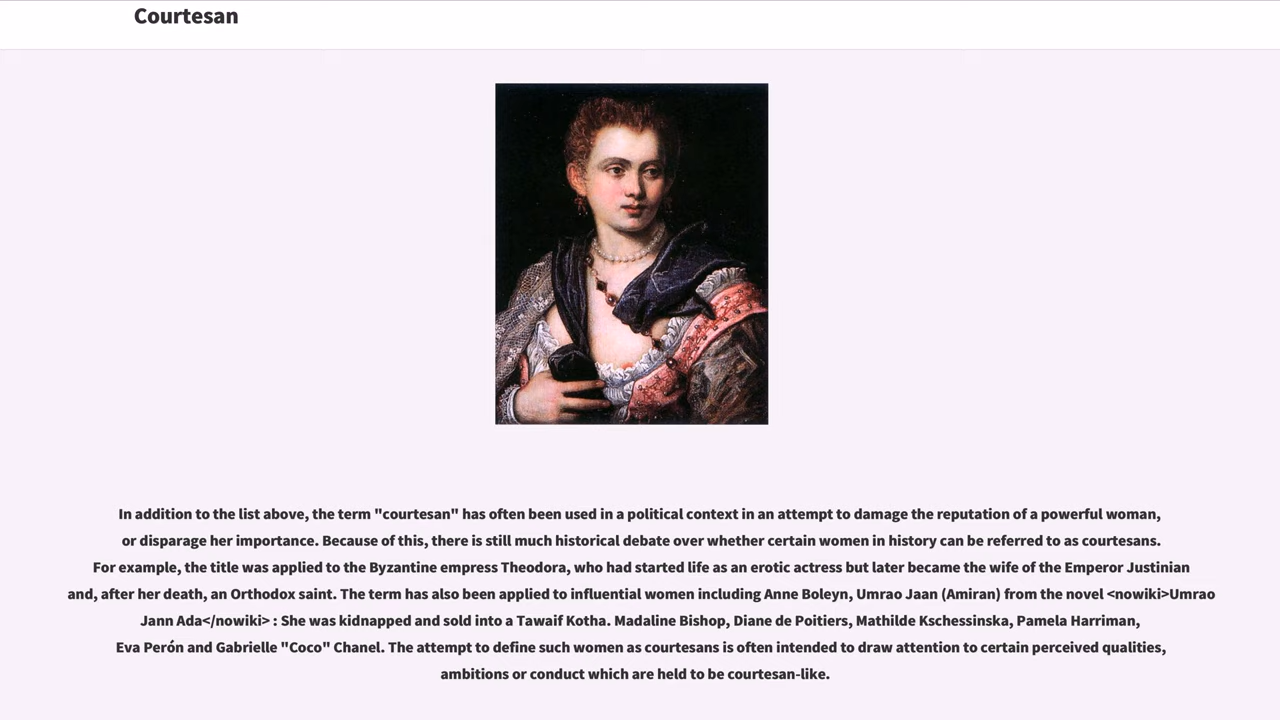 Courtesan
In addition to the list above, the term "courtesan" has often been used in a political context in an attempt to damage the reputation of a powerful woman,
or disparage her importance. Because of this, there is still much historical debate over whether certain women in history can be referred to as courtesans.
For example, the title was applied to the Byzantine empress Theodora, who had started life as an erotic actress but later became the wife of the Emperor Justinian
and, after her death, an Orthodox saint. The term has also been applied to influential women including Anne Boleyn, Umrao Jaan (Amiran) from the novel <nowiki>Umrao
Jann Ada</nowiki> : She was kidnapped and sold into a Tawaif Kotha. Madaline Bishop, Diane de Poitiers, Mathilde Kschessinska, Pamela Harriman,
Eva Perón and Gabrielle "Coco" Chanel. The attempt to define such women as courtesans is often intended to draw attention to certain perceived qualities,
ambitions or conduct which are held to be courtesan-like.